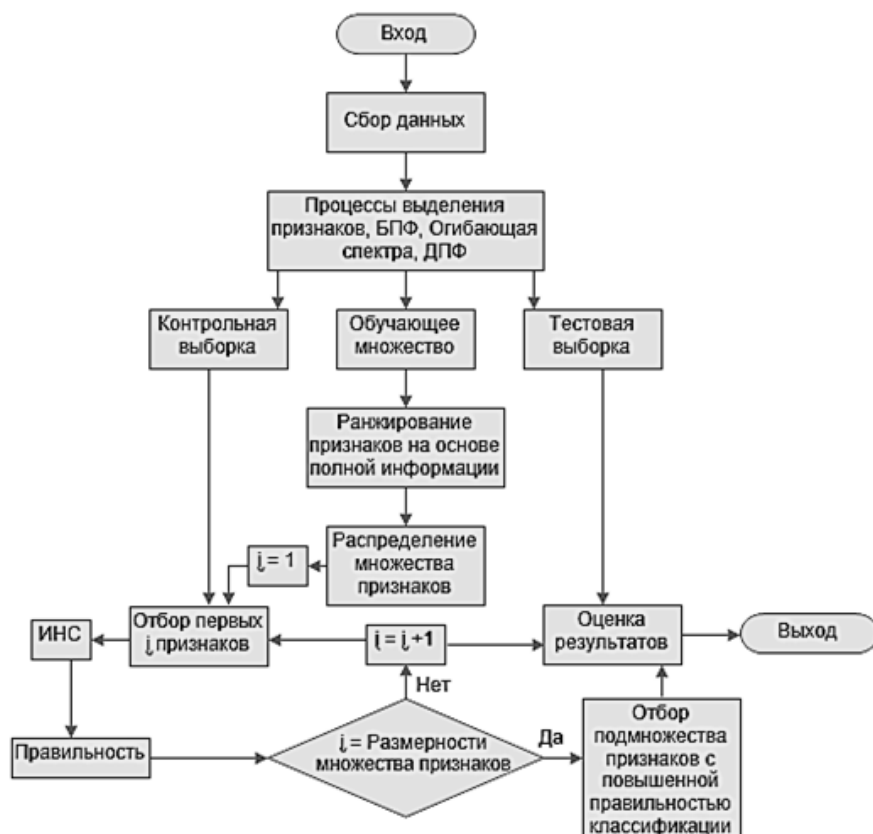 Вход
Сбор данных
Процессы выделения
признаков, БПФ, Огибающая
спектра, ДПФ
Контрольная
выборка
Обучающее
множество
Тестовая
выборка
Ранжирование
признаков на основе
полной информации
Распределение
множества
признаков
i = 1
Отбор первых
i признаков
ИНС
i = i +1
Оценка
результатов
Выход
Нет
Правильность
i = Размерности
множества признаков
Да
Отбор
подмножества
признаков с
повышенной
правильностью
классификации